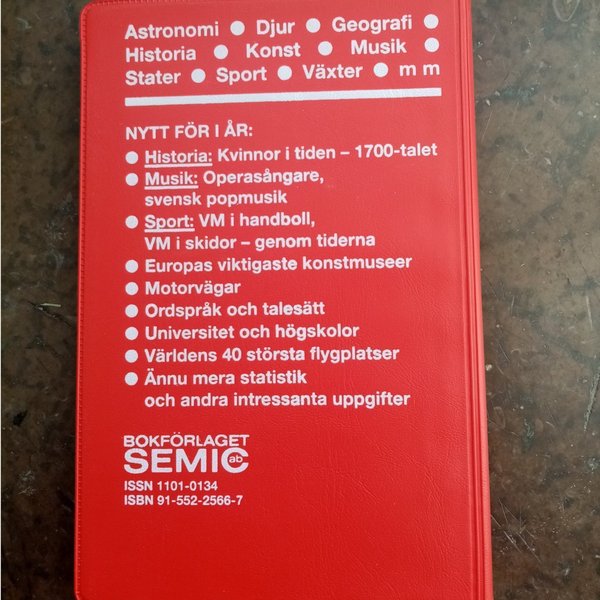 Astronomi ● Djur ● Geografi ●
Historia ● Konst ● Musik ●
Stater ● Sport ● Växter ● m m
NYTT FÖR I ÅR:
● Historia: Kvinnor i tiden – 1700-talet
● Musik: Operasångare,
svensk popmusik
● Sport: VM i handboll,
VM i skidor – genom tiderna
● Europas viktigaste konstmuseer
● Motorvägar
● Ordspråk och talesätt
● Universitet och högskolor
● Världens 40 största flygplatser
● Ännu mera statistik
och andra intressanta uppgifter
BOKFÖRLAGET
SEMIC ab
ISSN 1101-0134
ISBN 91-552-2566-7